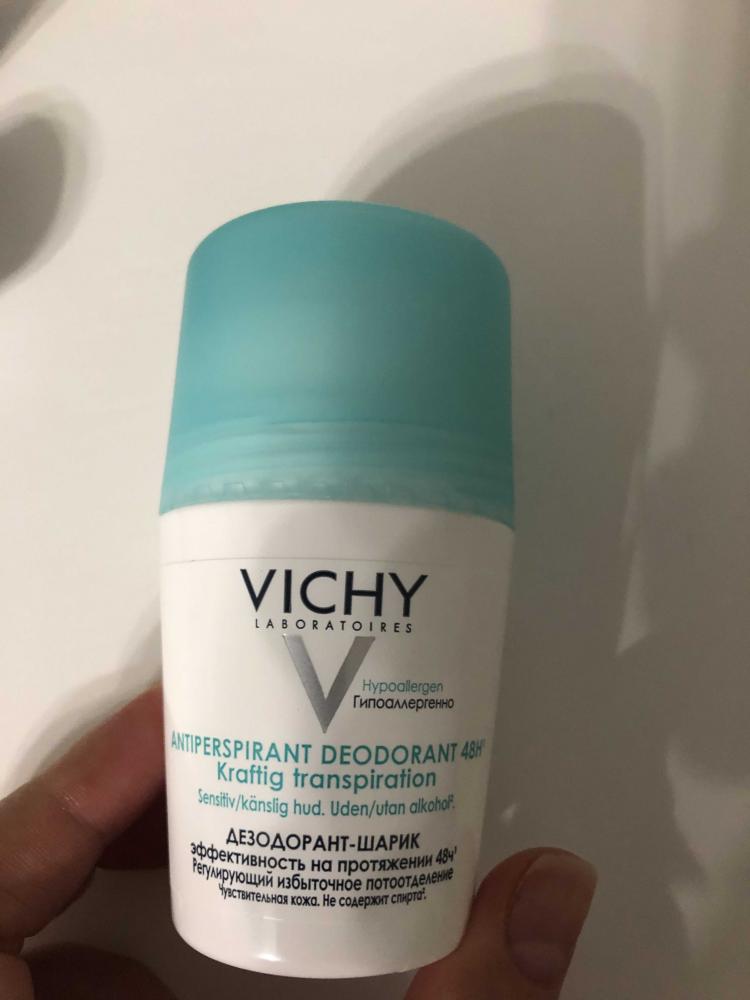 VICHY
LABORATOIRES
Hypoallergen
Гипоаллергенно
ANTIPERSPIRANT DEODORANT 48H¹
Kraftig transpiration
Sensitiv/känslig hud. Uden/utan alkohol².
ДЕЗОДОРАНТ-ШАРИК
эффективность на протяжении 48ч¹
Регулирующий избыточное потоотделение
Чувствительная кожа. Не содержит спирта².